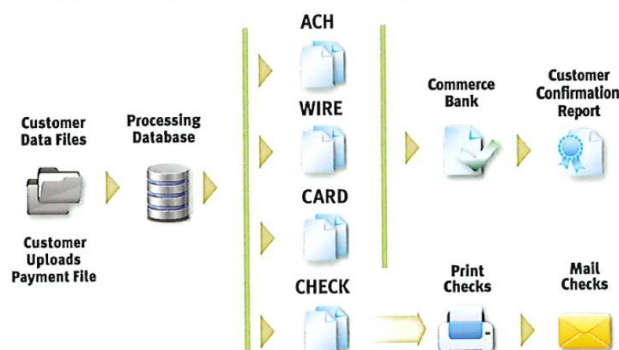 Customer
Data Files
Customer
Uploads
Payment File
Processing
Database
ACH
WIRE
CARD
CHECK
Commerce
Bank
Customer
Confirmation
Report
Print
Checks
Mail
Checks